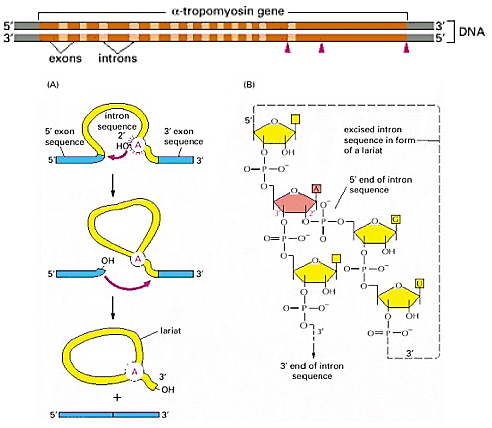 α-tropomyosin gene
5' 3'
3' 5'
DNA
exons introns
(A)
intron
sequence
2'
HO A
5' exon
sequence
3' exon
sequence
3'
A
OH
3'
lariat
A
3'
OH
+
5' 3'
(B)
5'
O
OH
O
O=P—O⁻
O
O A
3' 2'
O O
O=P—O⁻
O
O=P—O⁻
O
O
OH
O
O=P—O⁻
O
3'
3' end of intron
sequence
excised intron
sequence in form
of a lariat
5' end of intron
sequence
O
G
O OH
O=P—O⁻
O
O
U
O OH
O=P—O⁻
3'